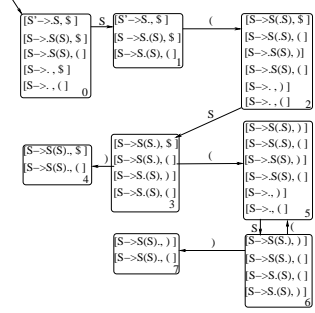 [S'->.S, $ ]
[S->.S(S), $ ]
[S->.S(S), ( ]
[S->. , $ ]
[S->. , ( ]
0
S
[S'->S., $ ]
[S ->S.(S), $ ]
[S->S.(S), ( ]
1
(
[S->S(.S), $ ]
[S->S(.S), ( ]
[S->.S(S), )]
[S->.S(S), ( ]
[S->. , ) ]
[S->. , ( ]
2
S
[S->S(S.), $ ]
[S->S(S.), ( ]
[S->S.(S), ) ]
[S->S.(S), ( ]
3
)
[S->S(S)., $ ]
[S->S(S)., ( ]
4
(
[S->S(.S), ) ]
[S->S(.S), ( ]
[S->.S(S), ) ]
[S->.S(S), ( ]
[S->.,) ]
[S->., ( ]
5
S
(
[S->S(S.), ) ]
[S->S(S.), ( ]
[S->S.(S), ( ]
[S->S.(S), ) ]
6
)
[S->S(S)., ) ]
[S->S(S)., ( ]
7